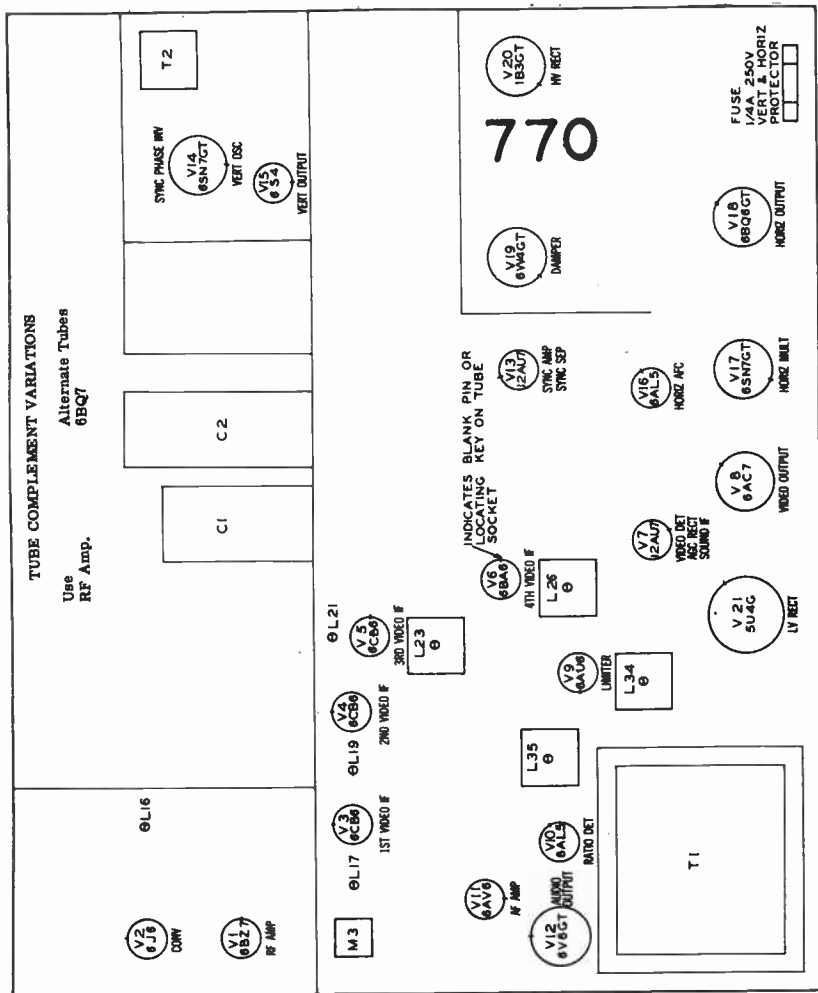 TUBE COMPLEMENT VARIATIONS
Use
RF Amp.
Alternate Tubes
6BQ7
T2
SYNC PHASE INV
V14
6SN7GT
VERT OSC
V15
6S4
VERT OUTPUT
C2
C1
ϴL16
V2
6J6
CONV
V1
6BZ7
RF AMP
ϴL21
V5
6CB6
3RD VIDEO IF
L23
ϴ
V4
6CB6
2ND VIDEO IF
ϴL19
V3
6CB6
1ST VIDEO IF
ϴL17
M3
V20
1B3GT
HV RECT
770
V19
6W4GT
DAMPER
FUSE
1/4A 250V
VERT & HORIZ
PROTECTOR
V18
6BQ6GT
HORIZ OUTPUT
V13
12AU7
SYNC AMP
SYNC SEP
V16
6AL5
HORIZ AFC
V17
6SN7GT
HORIZ MULT
INDICATES BLANK PIN OR
LOCATING KEY ON TUBE
SOCKET
V6
6BA6
4TH VIDEO IF
L26
ϴ
V7
12AU7
VIDEO DET
AGC RECT
SOUND IF
V8
6AC7
VIDEO OUTPUT
V21
5U4G
LV RECT
V9
6AU6
LIMITER
L34
ϴ
L35
ϴ
V10
6AL5
RATIO DET
V11
6AV6
AF AMP
V12
6V6GT
AUDIO
OUTPUT
T1